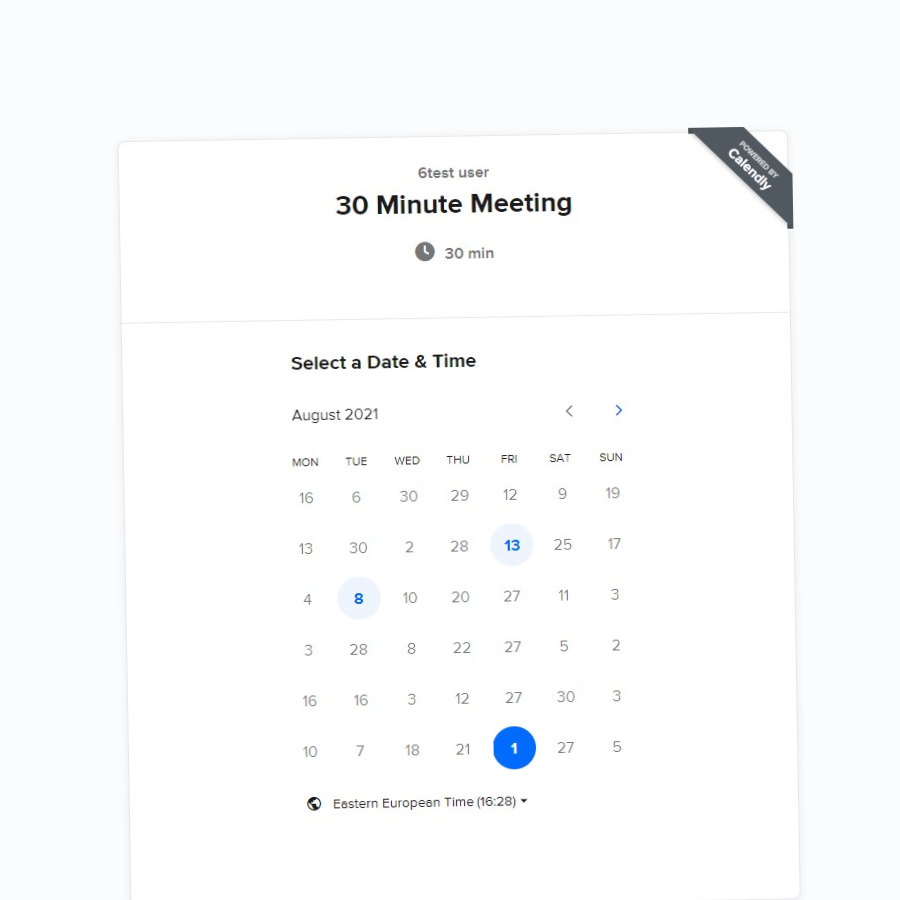 POWERED BY
Calendly
6test user
30 Minute Meeting
30 min
Select a Date & Time
August 2021
MON TUE WED THU FRI SAT SUN
16 6 30 29 12 9 19
13 30 2 28 13 25 17
4 8 10 20 27 11 3
3 28 8 22 27 5 2
16 16 3 12 27 30 3
10 7 18 21 1 27 5
Eastern European Time (16:28)